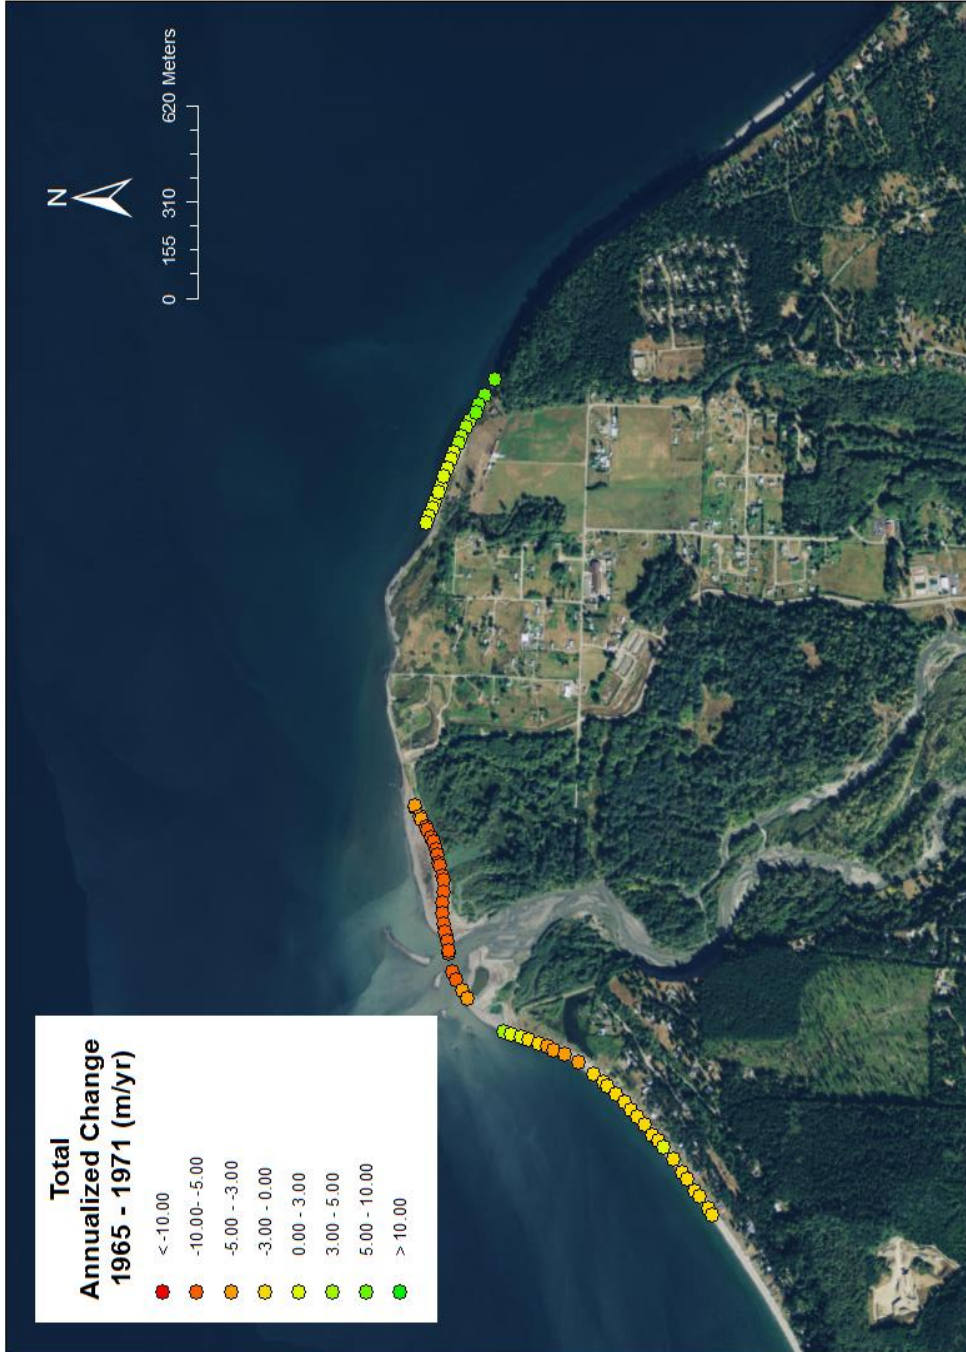 N
0 155 310 620 Meters
Total
Annualized Change
1965 - 1971 (m/yr)
< -10.00
-10.00- -5.00
-5.00 - -3.00
-3.00 - 0.00
0.00 - 3.00
3.00 - 5.00
5.00 - 10.00
> 10.00